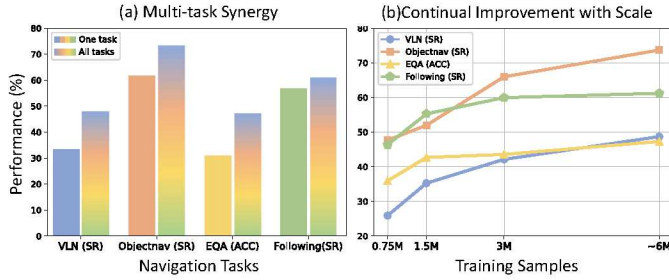 (a) Multi-task Synergy
Performance (%)
80
70
60
50
40
30
20
10
0
One task
All tasks
VLN (SR)
Objectnav (SR)
EQA (ACC)
Following(SR)
Navigation Tasks
(b)Continual Improvement with Scale
80
70
60
50
40
30
20
VLN (SR)
Objectnav (SR)
EQA (ACC)
Following (SR)
0.75M
1.5M
3M
~6M
Training Samples